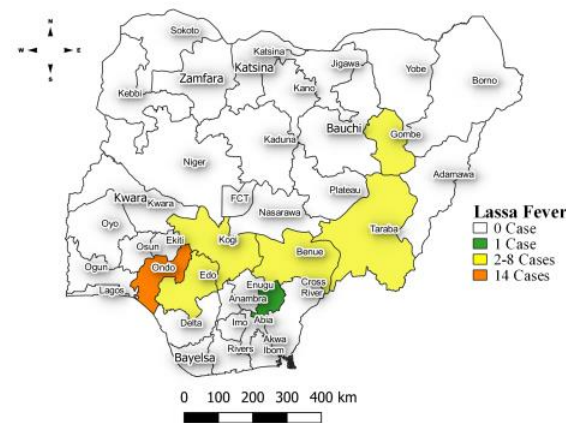 N
W E
S
Sokoto
Katsina
Zamfara
Katsina
Jigawa
Yobe
Borno
Kebbi
Kano
Bauchi
Gombe
Kaduna
Niger
Adamawa
Plateau
Kwara
Kwara
FCT
Nasarawa
Taraba
Oyo
Osun
Ekiti
Kogi
Benue
Ogun
Ondo
Edo
Lagos
Enugu
Anambra
Cross
River
Delta
Imo
Abia
Bayelsa
Rivers
Akwa
Ibom
Lassa Fever
0 Case
1 Case
2-8 Cases
14 Cases
0 100 200 300 400 km